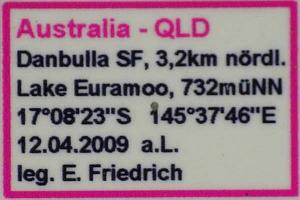 Australia - QLD
Danbulla SF, 3,2km nördl.
Lake Euramoo, 732müNN
17°08'23"S 145°37'46"E
12.04.2009 a.L.
leg. E. Friedrich